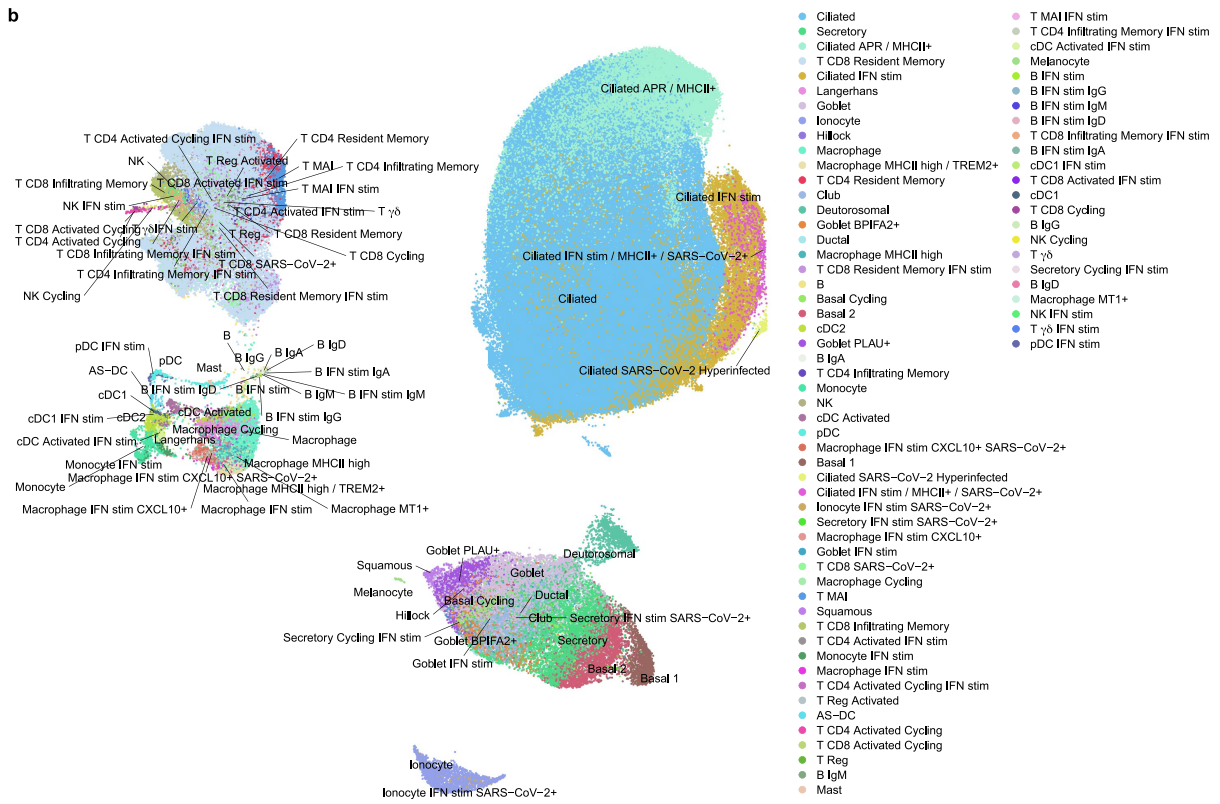 b
Ciliated APR / MHCII+
Ciliated IFN stim
Ciliated IFN stim / MHCII+ / SARS−CoV−2+
Ciliated
Ciliated SARS−CoV−2 Hyperinfected
T CD4 Activated Cycling IFN stim
T CD4 Resident Memory
NK
T Reg Activated
T MAI
T CD4 Infiltrating Memory
T CD8 Infiltrating Memory
T CD8 Activated IFN stim
T MAI IFN stim
NK IFN stim
T CD4 Activated IFN stim
T γδ
T CD8 Activated Cycling
T γδ IFN stim
T Reg
T CD8 Resident Memory
T CD4 Activated Cycling
T CD8 Infiltrating Memory IFN stim
T CD8 Cycling
T CD8 SARS−CoV−2+
T CD4 Infiltrating Memory IFN stim
NK Cycling
T CD8 Resident Memory IFN stim
B
pDC IFN stim
pDC
Mast
B IgG
B IgA
B IgD
AS−DC
B IFN stim IgA
B IFN stim IgD
B IFN stim
B IgM
B IFN stim IgM
cDC1
cDC Activated
cDC1 IFN stim
cDC2
B IFN stim IgG
Macrophage Cycling
cDC Activated IFN stim
Langerhans
Macrophage
Monocyte IFN stim
Macrophage MHCII high
Macrophage IFN stim CXCL10+ SARS−CoV−2+
Monocyte
Macrophage MHCII high / TREM2+
Macrophage IFN stim CXCL10+
Macrophage IFN stim
Macrophage MT1+
Goblet PLAU+
Deutorosomal
Squamous
Goblet
Melanocyte
Basal Cycling
Ductal
Hillock
Club
Secretory IFN stim SARS−CoV−2+
Secretory Cycling IFN stim
Goblet BPIFA2+
Secretory
Goblet IFN stim
Basal 2
Basal 1
Ionocyte
Ionocyte IFN stim SARS−CoV−2+
Ciliated
Secretory
Ciliated APR / MHCII+
T CD8 Resident Memory
Ciliated IFN stim
Langerhans
Goblet
Ionocyte
Hillock
Macrophage
Macrophage MHCII high / TREM2+
T CD4 Resident Memory
Club
Deutorosomal
Goblet BPIFA2+
Ductal
Macrophage MHCII high
T CD8 Resident Memory IFN stim
B
Basal Cycling
Basal 2
cDC2
Goblet PLAU+
B IgA
T CD4 Infiltrating Memory
Monocyte
NK
cDC Activated
pDC
Macrophage IFN stim CXCL10+ SARS−CoV−2+
Basal 1
Ciliated SARS−CoV−2 Hyperinfected
Ciliated IFN stim / MHCII+ / SARS−CoV−2+
Ionocyte IFN stim SARS−CoV−2+
Secretory IFN stim SARS−CoV−2+
Macrophage IFN stim CXCL10+
Goblet IFN stim
T CD8 SARS−CoV−2+
Macrophage Cycling
T MAI
Squamous
T CD8 Infiltrating Memory
T CD4 Activated IFN stim
Monocyte IFN stim
Macrophage IFN stim
T CD4 Activated Cycling IFN stim
T Reg Activated
AS−DC
T CD4 Activated Cycling
T CD8 Activated Cycling
T Reg
B IgM
Mast
T MAI IFN stim
T CD4 Infiltrating Memory IFN stim
cDC Activated IFN stim
Melanocyte
B IFN stim
B IFN stim IgG
B IFN stim IgM
B IFN stim IgD
T CD8 Infiltrating Memory IFN stim
B IFN stim IgA
cDC1 IFN stim
T CD8 Activated IFN stim
cDC1
T CD8 Cycling
B IgG
NK Cycling
T γδ
Secretory Cycling IFN stim
B IgD
Macrophage MT1+
NK IFN stim
T γδ IFN stim
pDC IFN stim